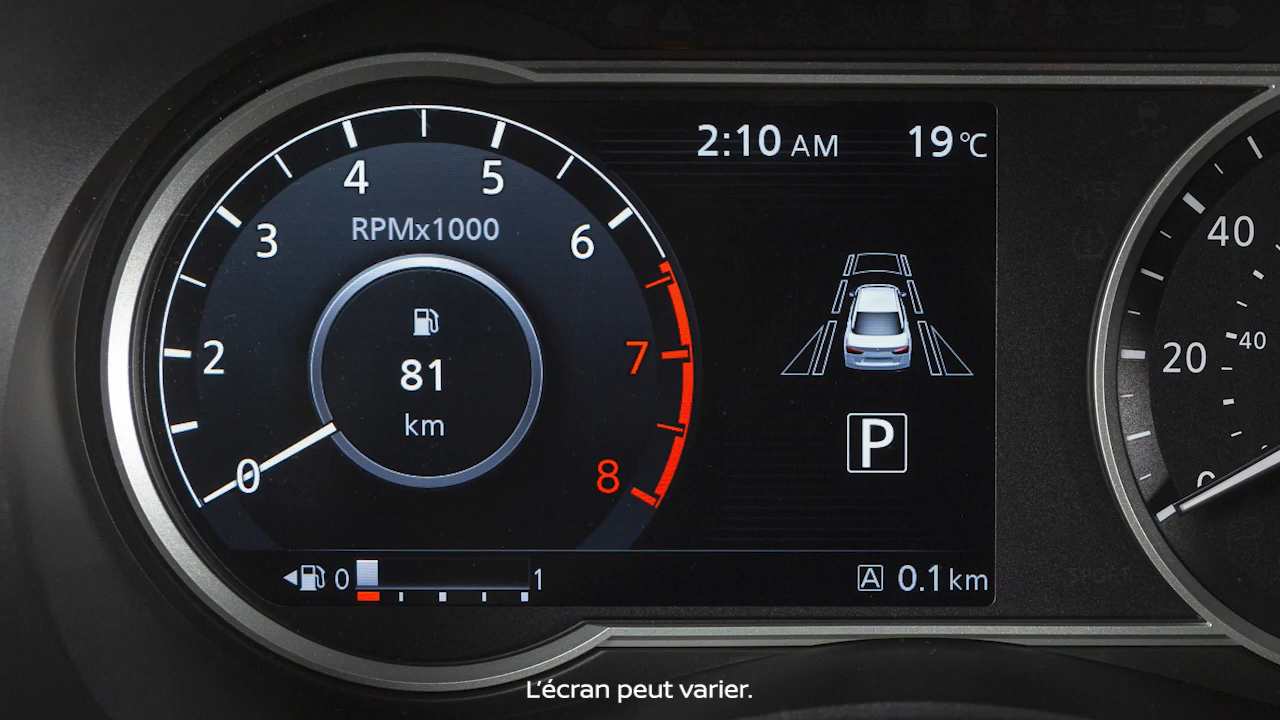 2:10 AM 19°C
4 5
RPMx1000
3 6
40
81
2 7
20 40
km
0 8
0
P
0 1
A 0.1 km
L'écran peut varier.